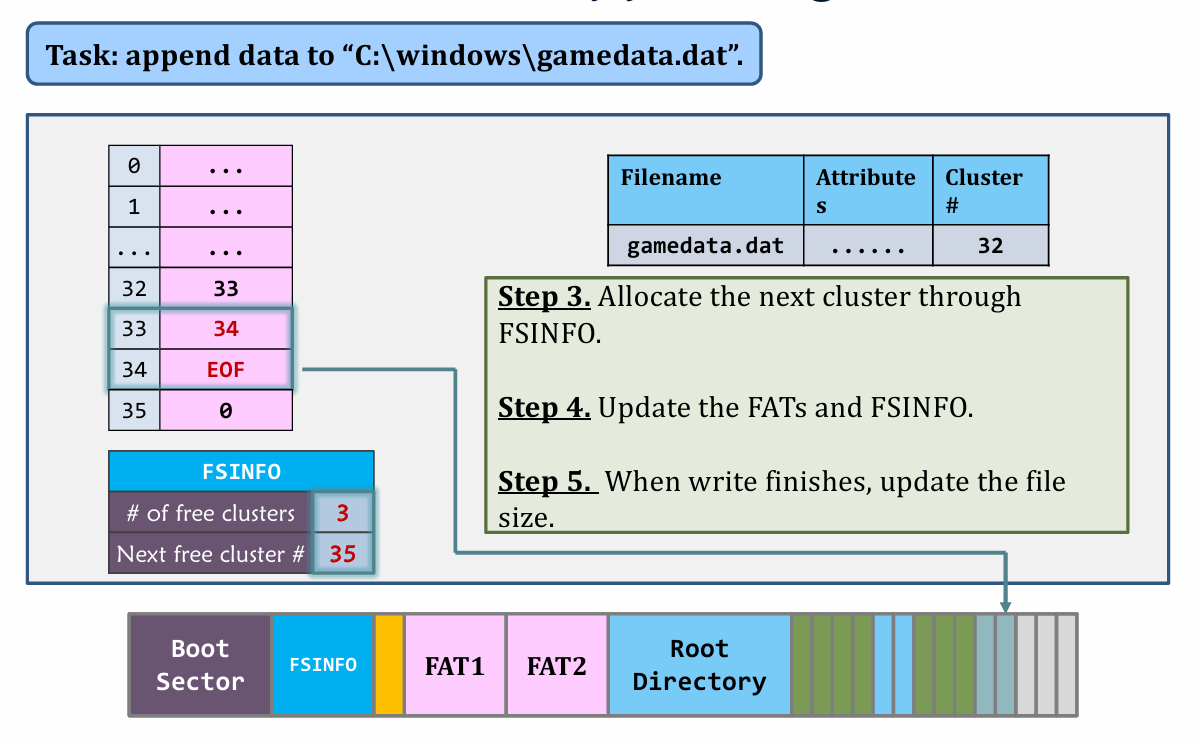 Task: append data to “C:\windows\gamedata.dat”.
0 ...
1 ...
... ...
32 33
33 34
34 EOF
35 0
FSINFO
# of free clusters 3
Next free cluster # 35
Filename Attribute Cluster
s #
gamedata.dat ...... 32
Step 3. Allocate the next cluster through
FSINFO.
Step 4. Update the FATs and FSINFO.
Step 5. When write finishes, update the file
size.
Boot
Sector
FSINFO
FAT1
FAT2
Root
Directory